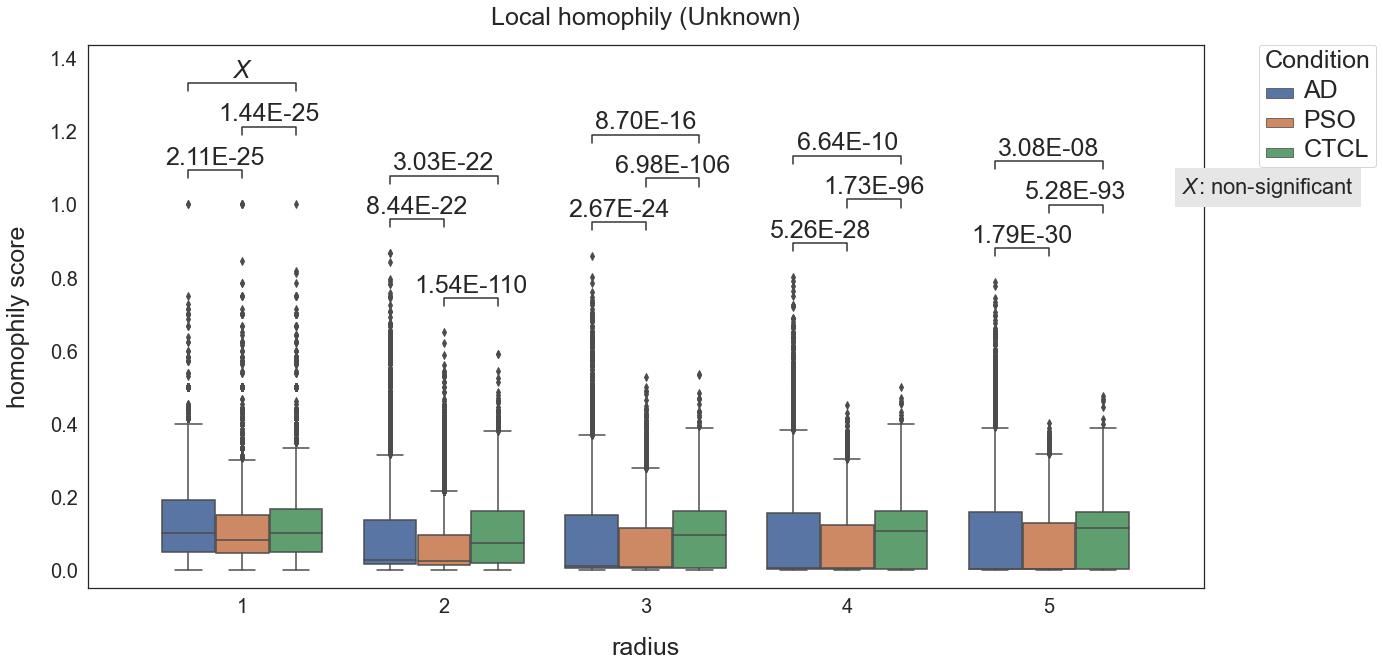 Local homophily (Unknown)
homophily score
1.4
1.2
1.0
0.8
0.6
0.4
0.2
0.0
X
1.44E-25
2.11E-25
3.03E-22
8.44E-22
1.54E-110
8.70E-16
6.98E-106
2.67E-24
6.64E-10
1.73E-96
5.26E-28
3.08E-08
5.28E-93
1.79E-30
1 2 3 4 5
radius
Condition
AD
PSO
CTCL
X: non-significant